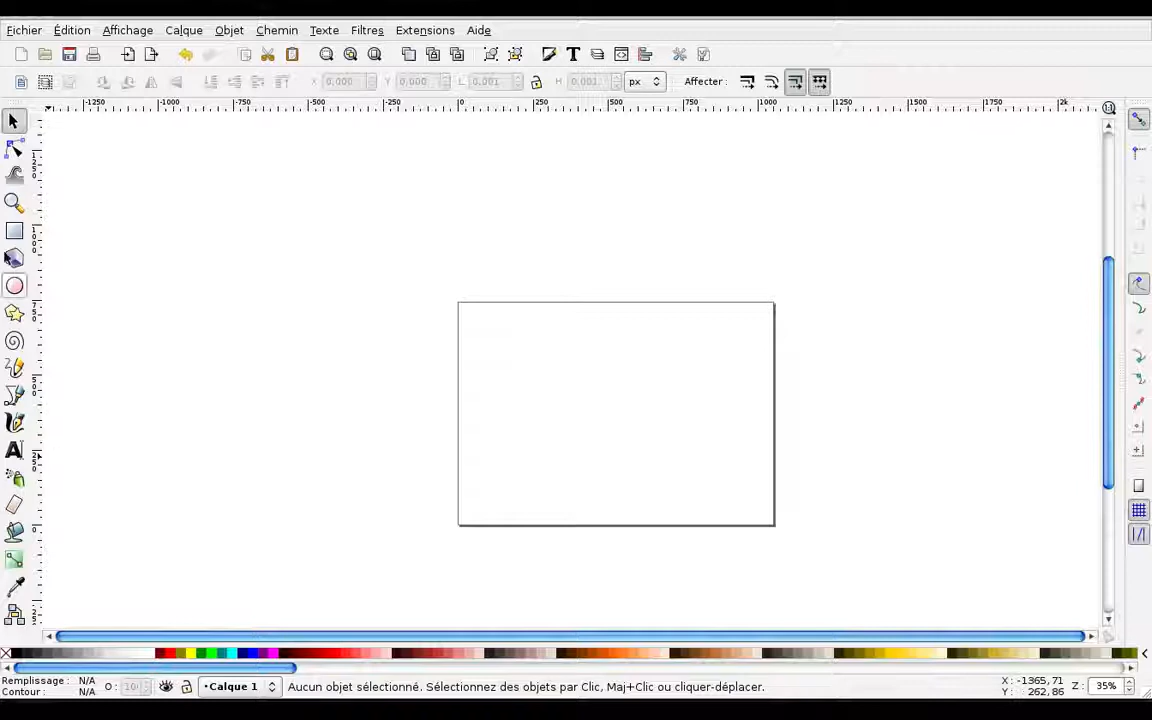 Fichier Édition Affichage Calque Objet Chemin Texte Filtres Extensions Aide
X 0.000 Y 0.000 L 0.001 H 0.001 px Affecter :
-1250 -1000 -750 -500 -250 0 250 500 750 1000 1250 1500 1750 2k
Remplissage : N/A
Contour : N/A
O : 100
•Calque 1
Aucun objet sélectionné. Sélectionnez des objets par Clic, Maj+Clic ou cliquer-déplacer.
X : -1365,71
Y : 262,86
Z : 35%